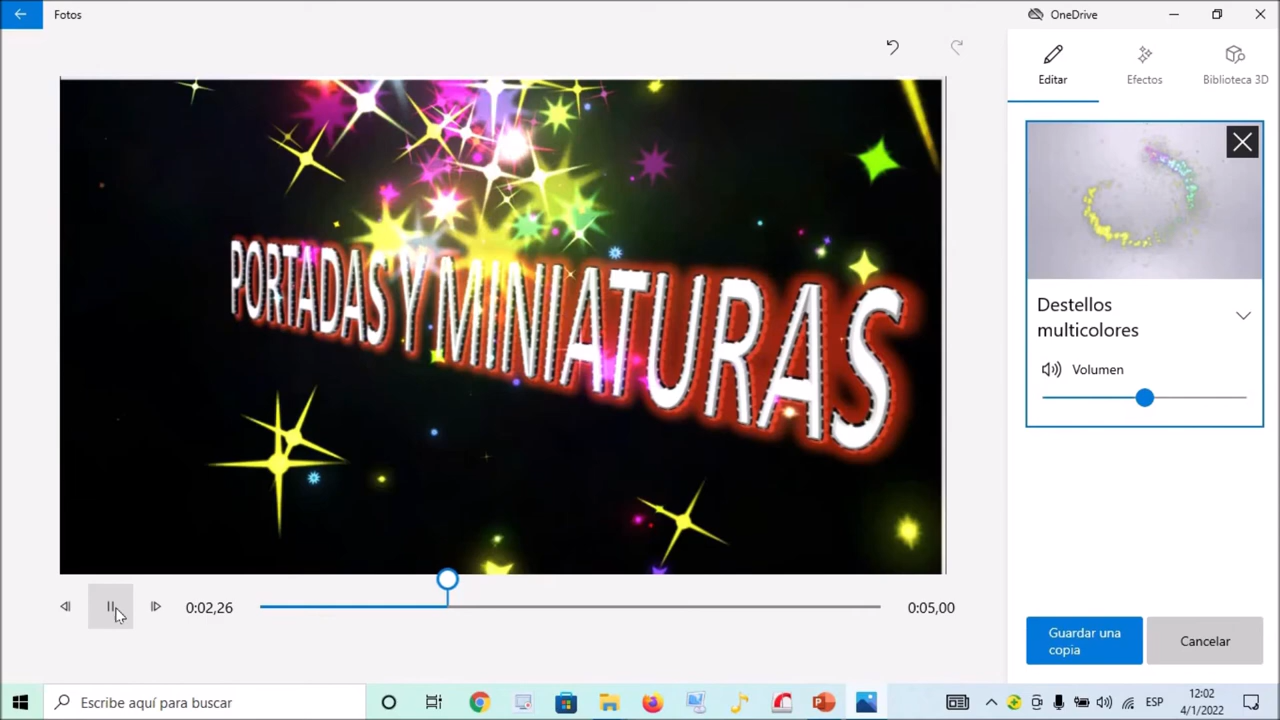 Fotos
OneDrive
Editar
Efectos
Biblioteca 3D
PORTADAS Y MINIATURAS
Destellos
multicolores
Volumen
0:02,26
0:05,00
Guardar una
copia
Cancelar
Escribe aquí para buscar
ESP
12:02
4/1/2022